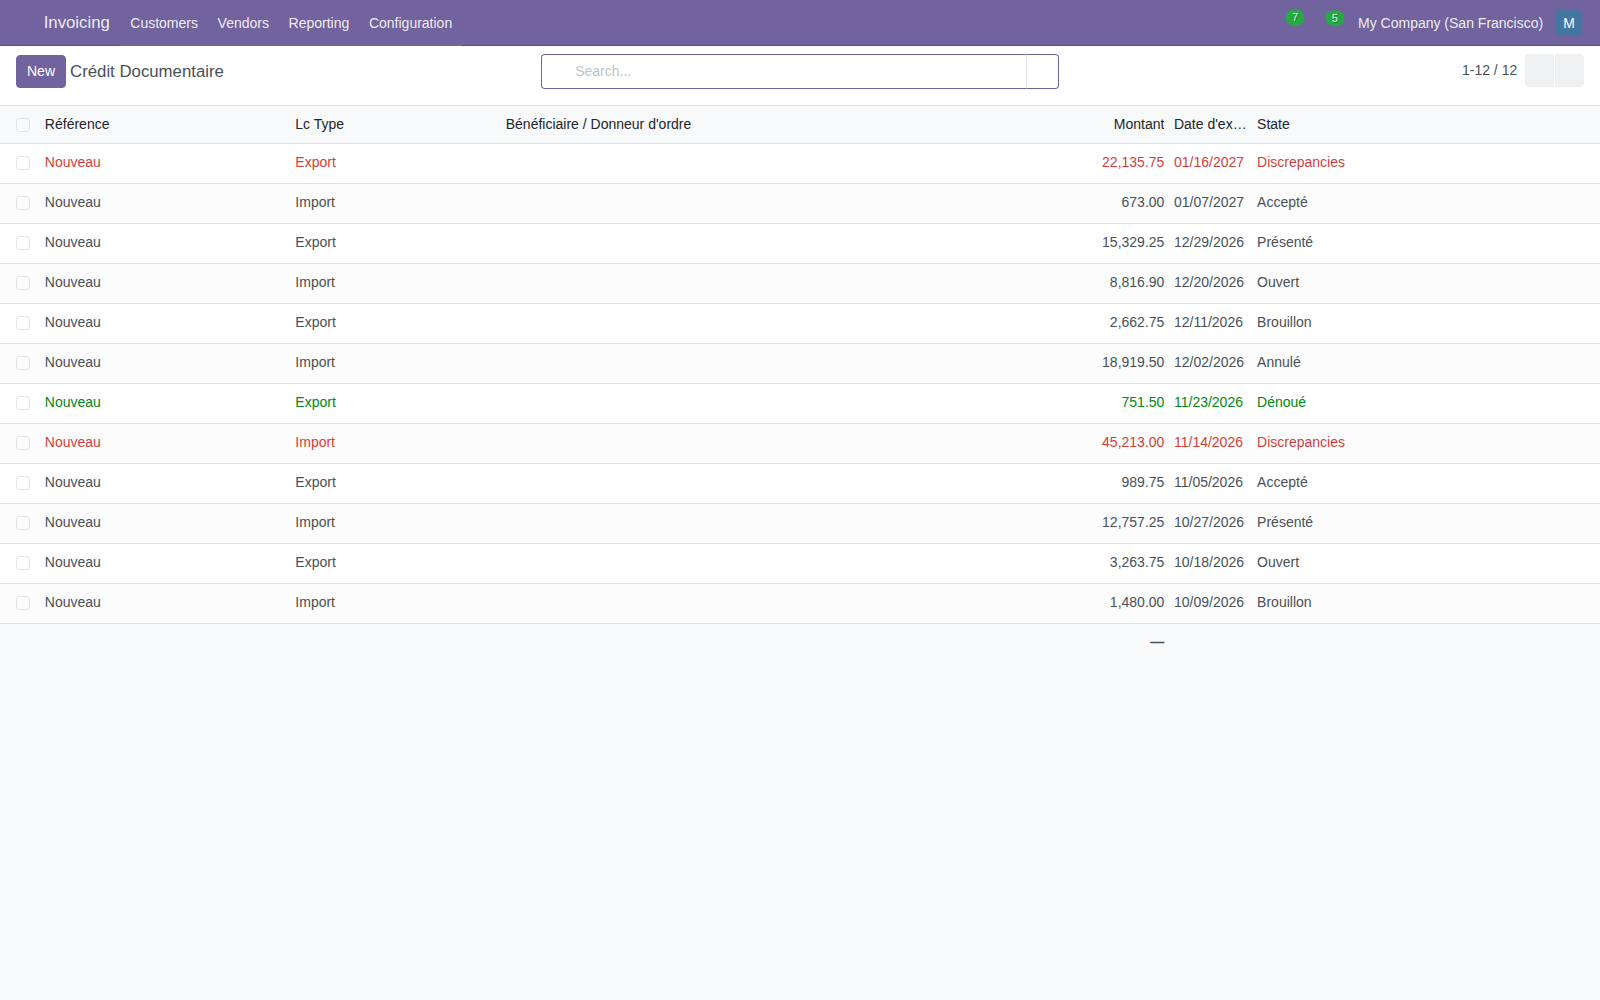 Invoicing Customers Vendors Reporting Configuration 7 5 My Company (San Francisco) M
New Crédit Documentaire Search... 1-12 / 12
Référence Lc Type Bénéficiaire / Donneur d'ordre Montant Date d'ex... State
Nouveau Export 22,135.75 01/16/2027 Discrepancies
Nouveau Import 673.00 01/07/2027 Accepté
Nouveau Export 15,329.25 12/29/2026 Présenté
Nouveau Import 8,816.90 12/20/2026 Ouvert
Nouveau Export 2,662.75 12/11/2026 Brouillon
Nouveau Import 18,919.50 12/02/2026 Annulé
Nouveau Export 751.50 11/23/2026 Dénoué
Nouveau Import 45,213.00 11/14/2026 Discrepancies
Nouveau Export 989.75 11/05/2026 Accepté
Nouveau Import 12,757.25 10/27/2026 Présenté
Nouveau Export 3,263.75 10/18/2026 Ouvert
Nouveau Import 1,480.00 10/09/2026 Brouillon
—